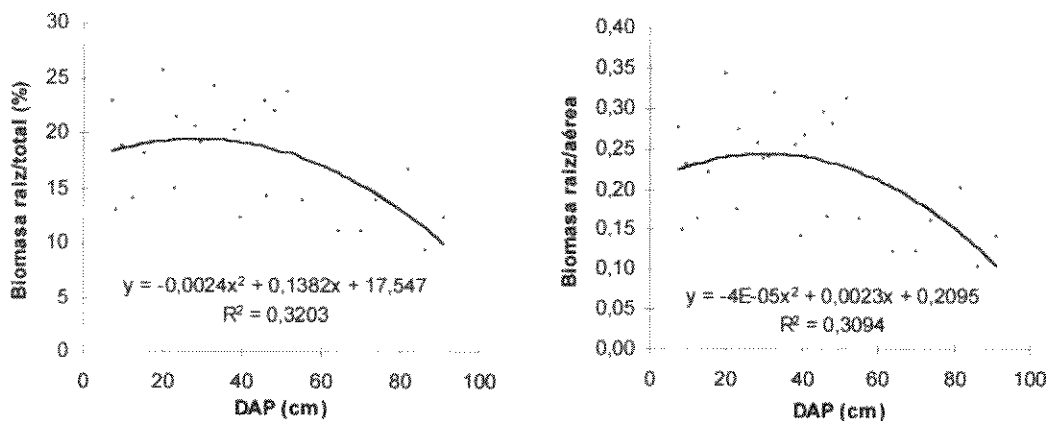 30
25
20
15
10
5
0
Biomasa raiz/total (%)
y = -0,0024x² + 0,1382x + 17,547
R² = 0,3203
0 20 40 60 80 100
DAP (cm)
0,40
0,35
0,30
0,25
0,20
0,15
0,10
0,05
0,00
Biomasa raiz/aérea
y = -4E-05x² + 0,0023x + 0,2095
R² = 0,3094
0 20 40 60 80 100
DAP (cm)